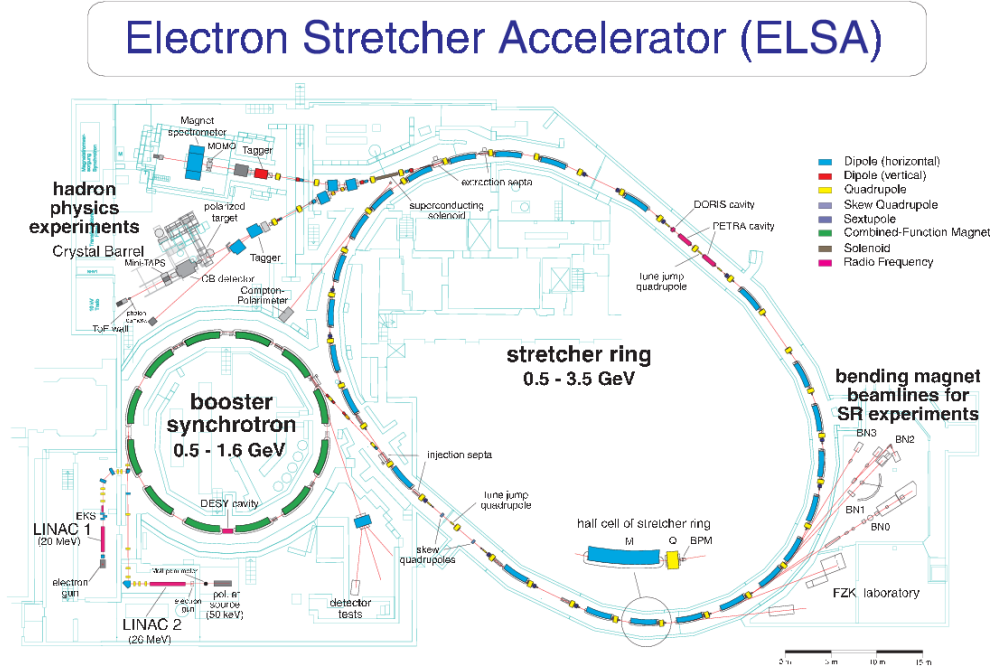 Electron Stretcher Accelerator (ELSA)
Magnet
spectrometer
MOMO
Tagger
hadron
physics
experiments
Crystal Barrel
polarized
target
Mini-TAPS
CB detector
Tagger
ToF wall
Compton-
Polarimeter
superconducting
solenoid
extraction septa
DORIS cavity
PETRA cavity
tune jump
quadrupole
Dipole (horizontal)
Dipole (vertical)
Quadrupole
Skew Quadrupole
Sextupole
Combined-Function Magnet
Solenoid
Radio Frequency
stretcher ring
0.5 - 3.5 GeV
booster
synchrotron
0.5 - 1.6 GeV
DESY cavity
bending magnet
beamlines for
SR experiments
BN3
BN2
BN1
BN0
FZK laboratory
injection septa
tune jump
quadrupole
skew
quadrupoles
half cell of stretcher ring
M
Q
BPM
EKS
LINAC 1
(20 MeV)
electron
gun
LINAC 2
(26 MeV)
electron
gun
(50 keV)
detector
tests
0 m
5 m
10 m
15 m